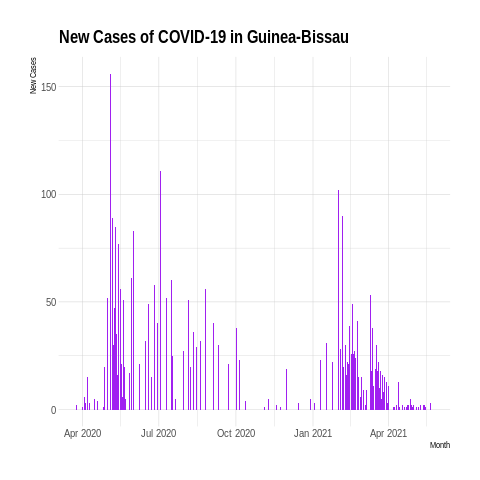 New Cases of COVID-19 in Guinea-Bissau
New Cases
150
100
50
0
Apr 2020 Jul 2020 Oct 2020 Jan 2021 Apr 2021
Month